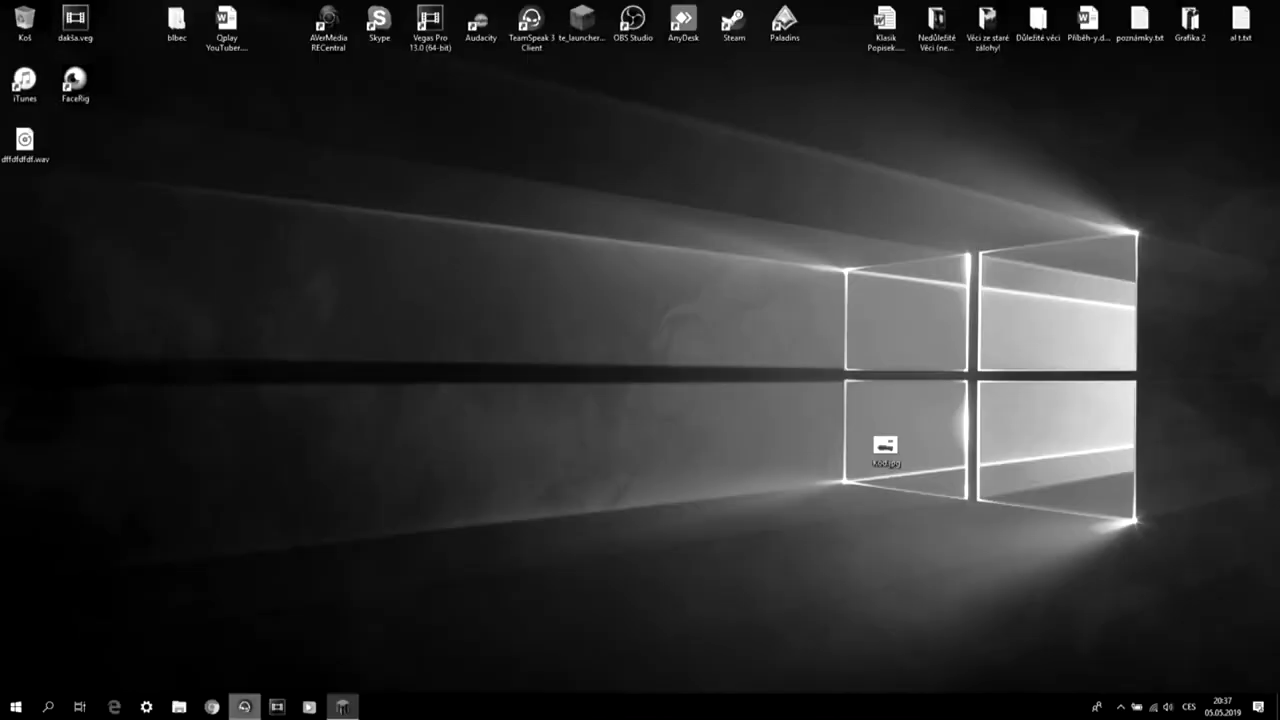 Koš
dakša.veg
blbec
Qplay
YouTuber....
AVerMedia
RECentral
Skype
Vegas Pro
13.0 (64-bit)
Audacity
TeamSpeak 3
Client
te_launcher...
OBS Studio
AnyDesk
Steam
Paladins
Klasik
Popisek....
Nedůležité
Věci (ne...
Věci ze staré
zálohy!
Důležité věci
Příběh-y.d...
poznámky.txt
Grafika 2
al t.txt
iTunes
FaceRig
dffdfdfdf.wav
Kód.jpg
CES
20:37
05.05.2019